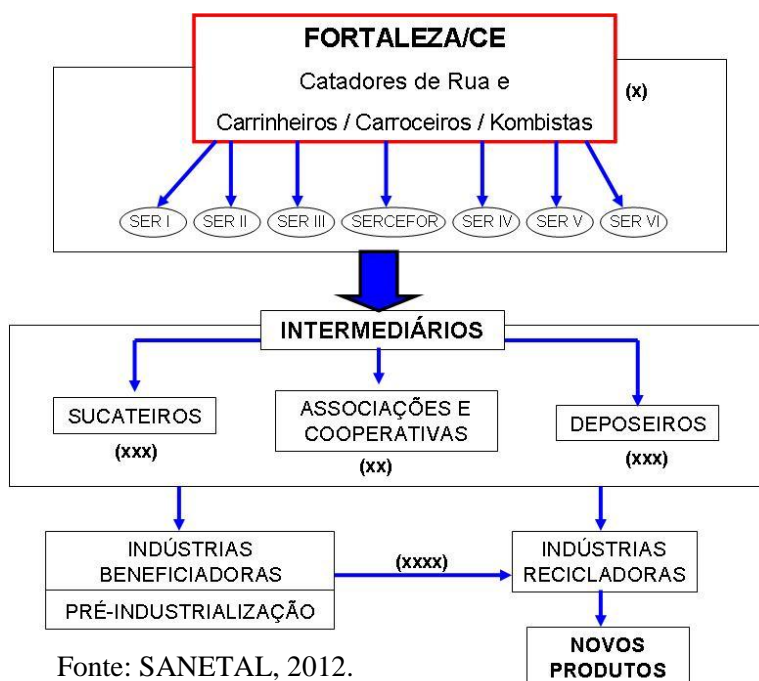 FORTALEZA/CE
Catadores de Rua e
Carrinheiros / Carroceiros / Kombistas
(x)
SER I
SER II
SER III
SERCEFOR
SER IV
SER V
SER VI
INTERMEDIÁRIOS
SUCATEIROS
(xxx)
ASSOCIAÇÕES E
COOPERATIVAS
(xx)
DEPOSEIROS
(xxx)
INDÚSTRIAS
BENEFICIADORAS
PRÉ-INDUSTRIALIZAÇÃO
(xxxx)
INDÚSTRIAS
RECICLADORAS
NOVOS
PRODUTOS
Fonte: SANETAL, 2012.